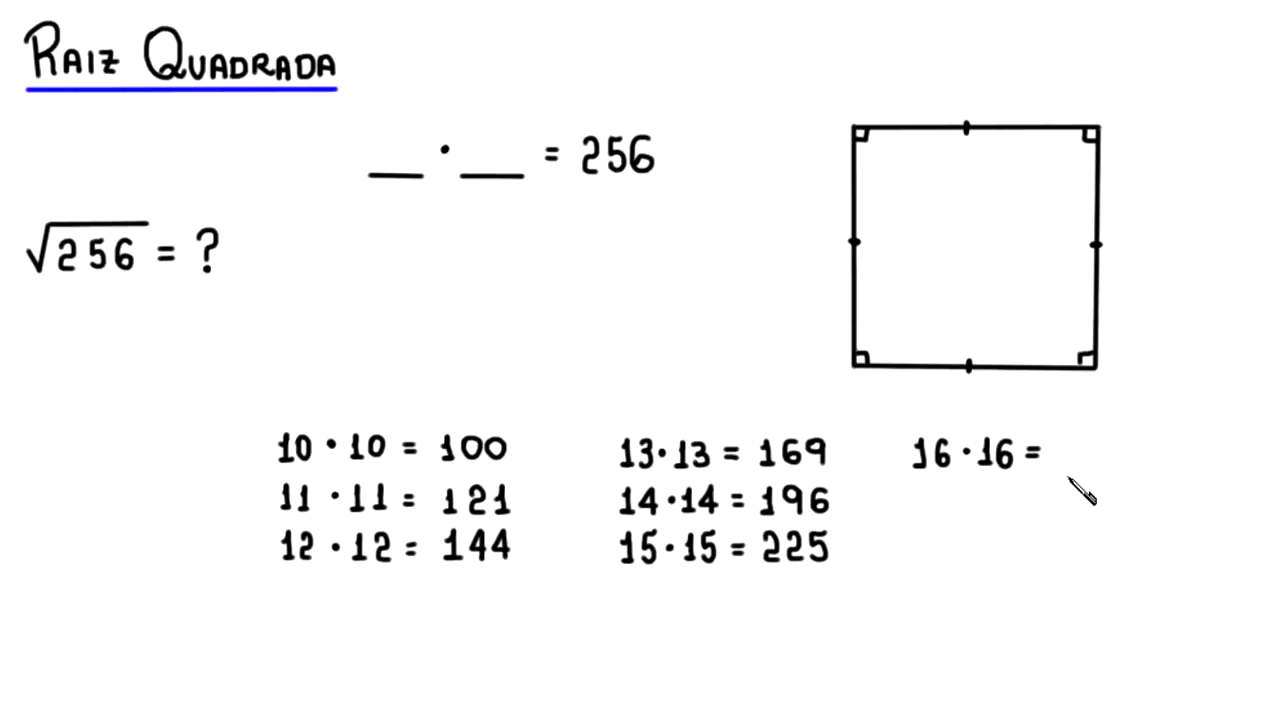 RAIZ QUADRADA
__ · __ = 256
√256 = ?
10 · 10 = 100
11 · 11 = 121
12 · 12 = 144
13 · 13 = 169
14 · 14 = 196
15 · 15 = 225
16 · 16 =